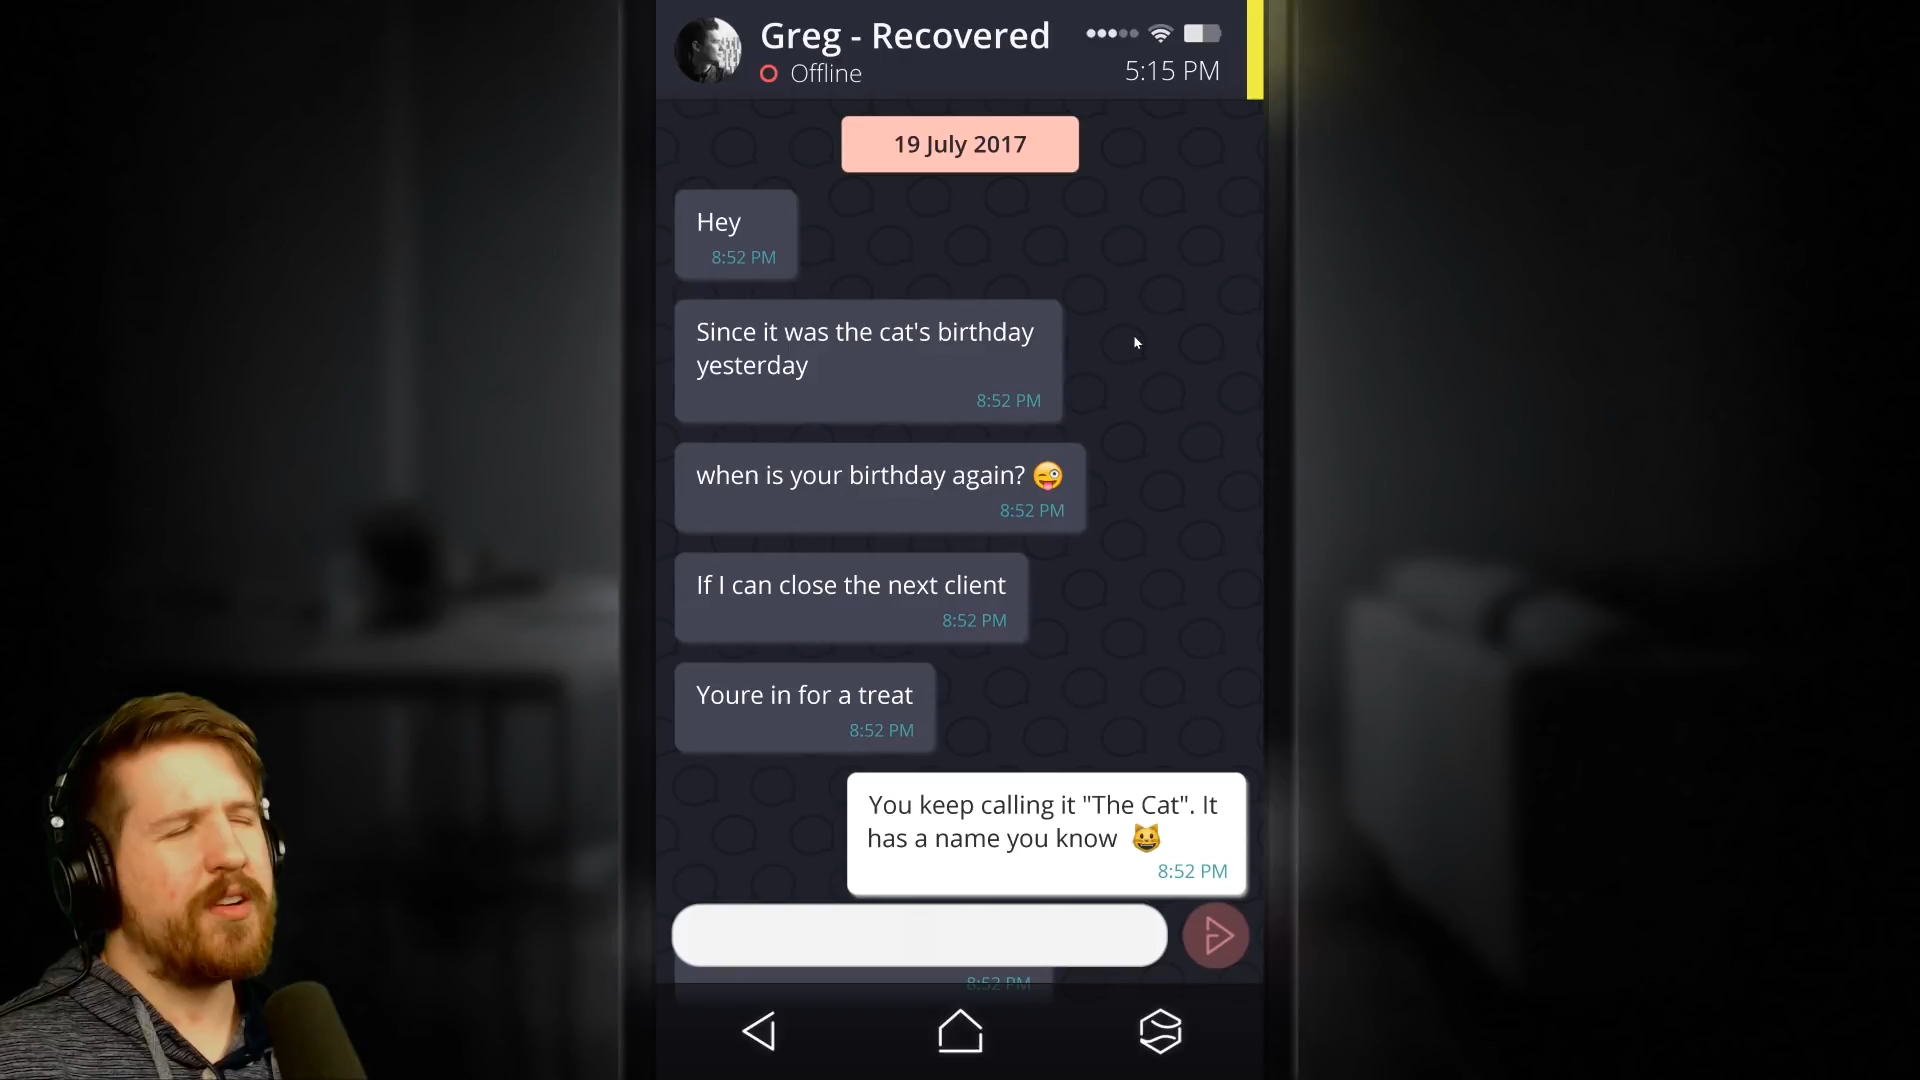 Greg - Recovered
Offline
5:15 PM
19 July 2017
Hey
8:52 PM
Since it was the cat's birthday
yesterday
8:52 PM
when is your birthday again? 😜
8:52 PM
If I can close the next client
8:52 PM
Youre in for a treat
8:52 PM
You keep calling it "The Cat". It
has a name you know 😺
8:52 PM
8:52 PM